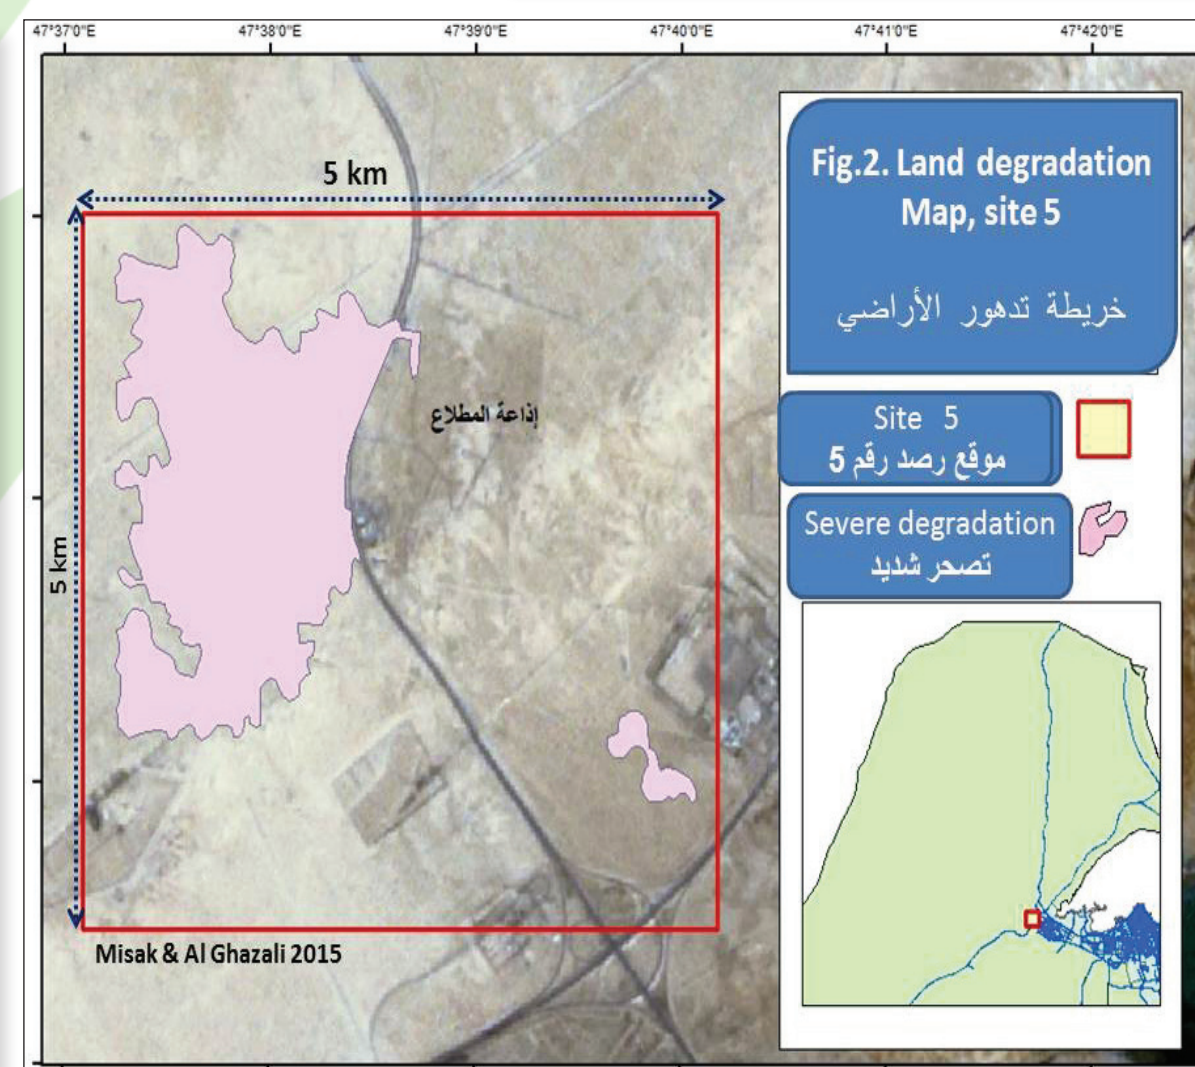 47°37'0"E
47°38'0"E
47°39'0"E
47°40'0"E
47°41'0"E
47°42'0"E
5 km
Fig.2. Land degradation
Map, site 5
خريطة تدهور الأراضي
إذاعة المطلاع
Site 5
موقع رصد رقم 5
Severe degradation
تصحر شديد
5 km
Misak & Al Ghazali 2015